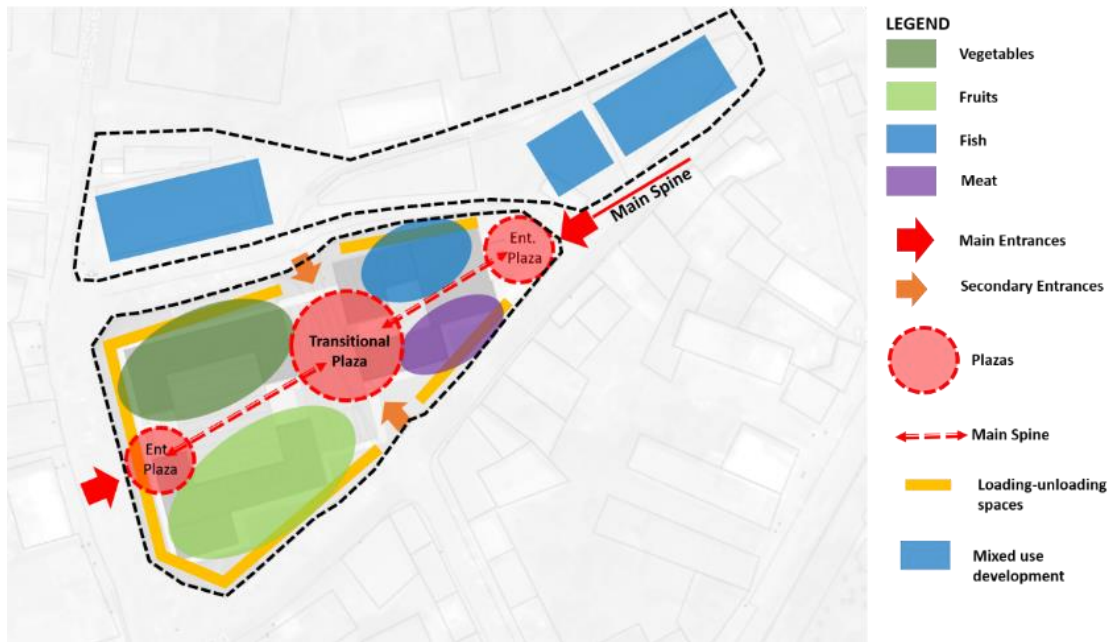 LEGEND
Vegetables
Fruits
Fish
Meat
Main Entrances
Secondary Entrances
Plazas
Main Spine
Loading-unloading
spaces
Mixed use
development
Main Spine
Ent.
Plaza
Transitional
Plaza
Ent.
Plaza